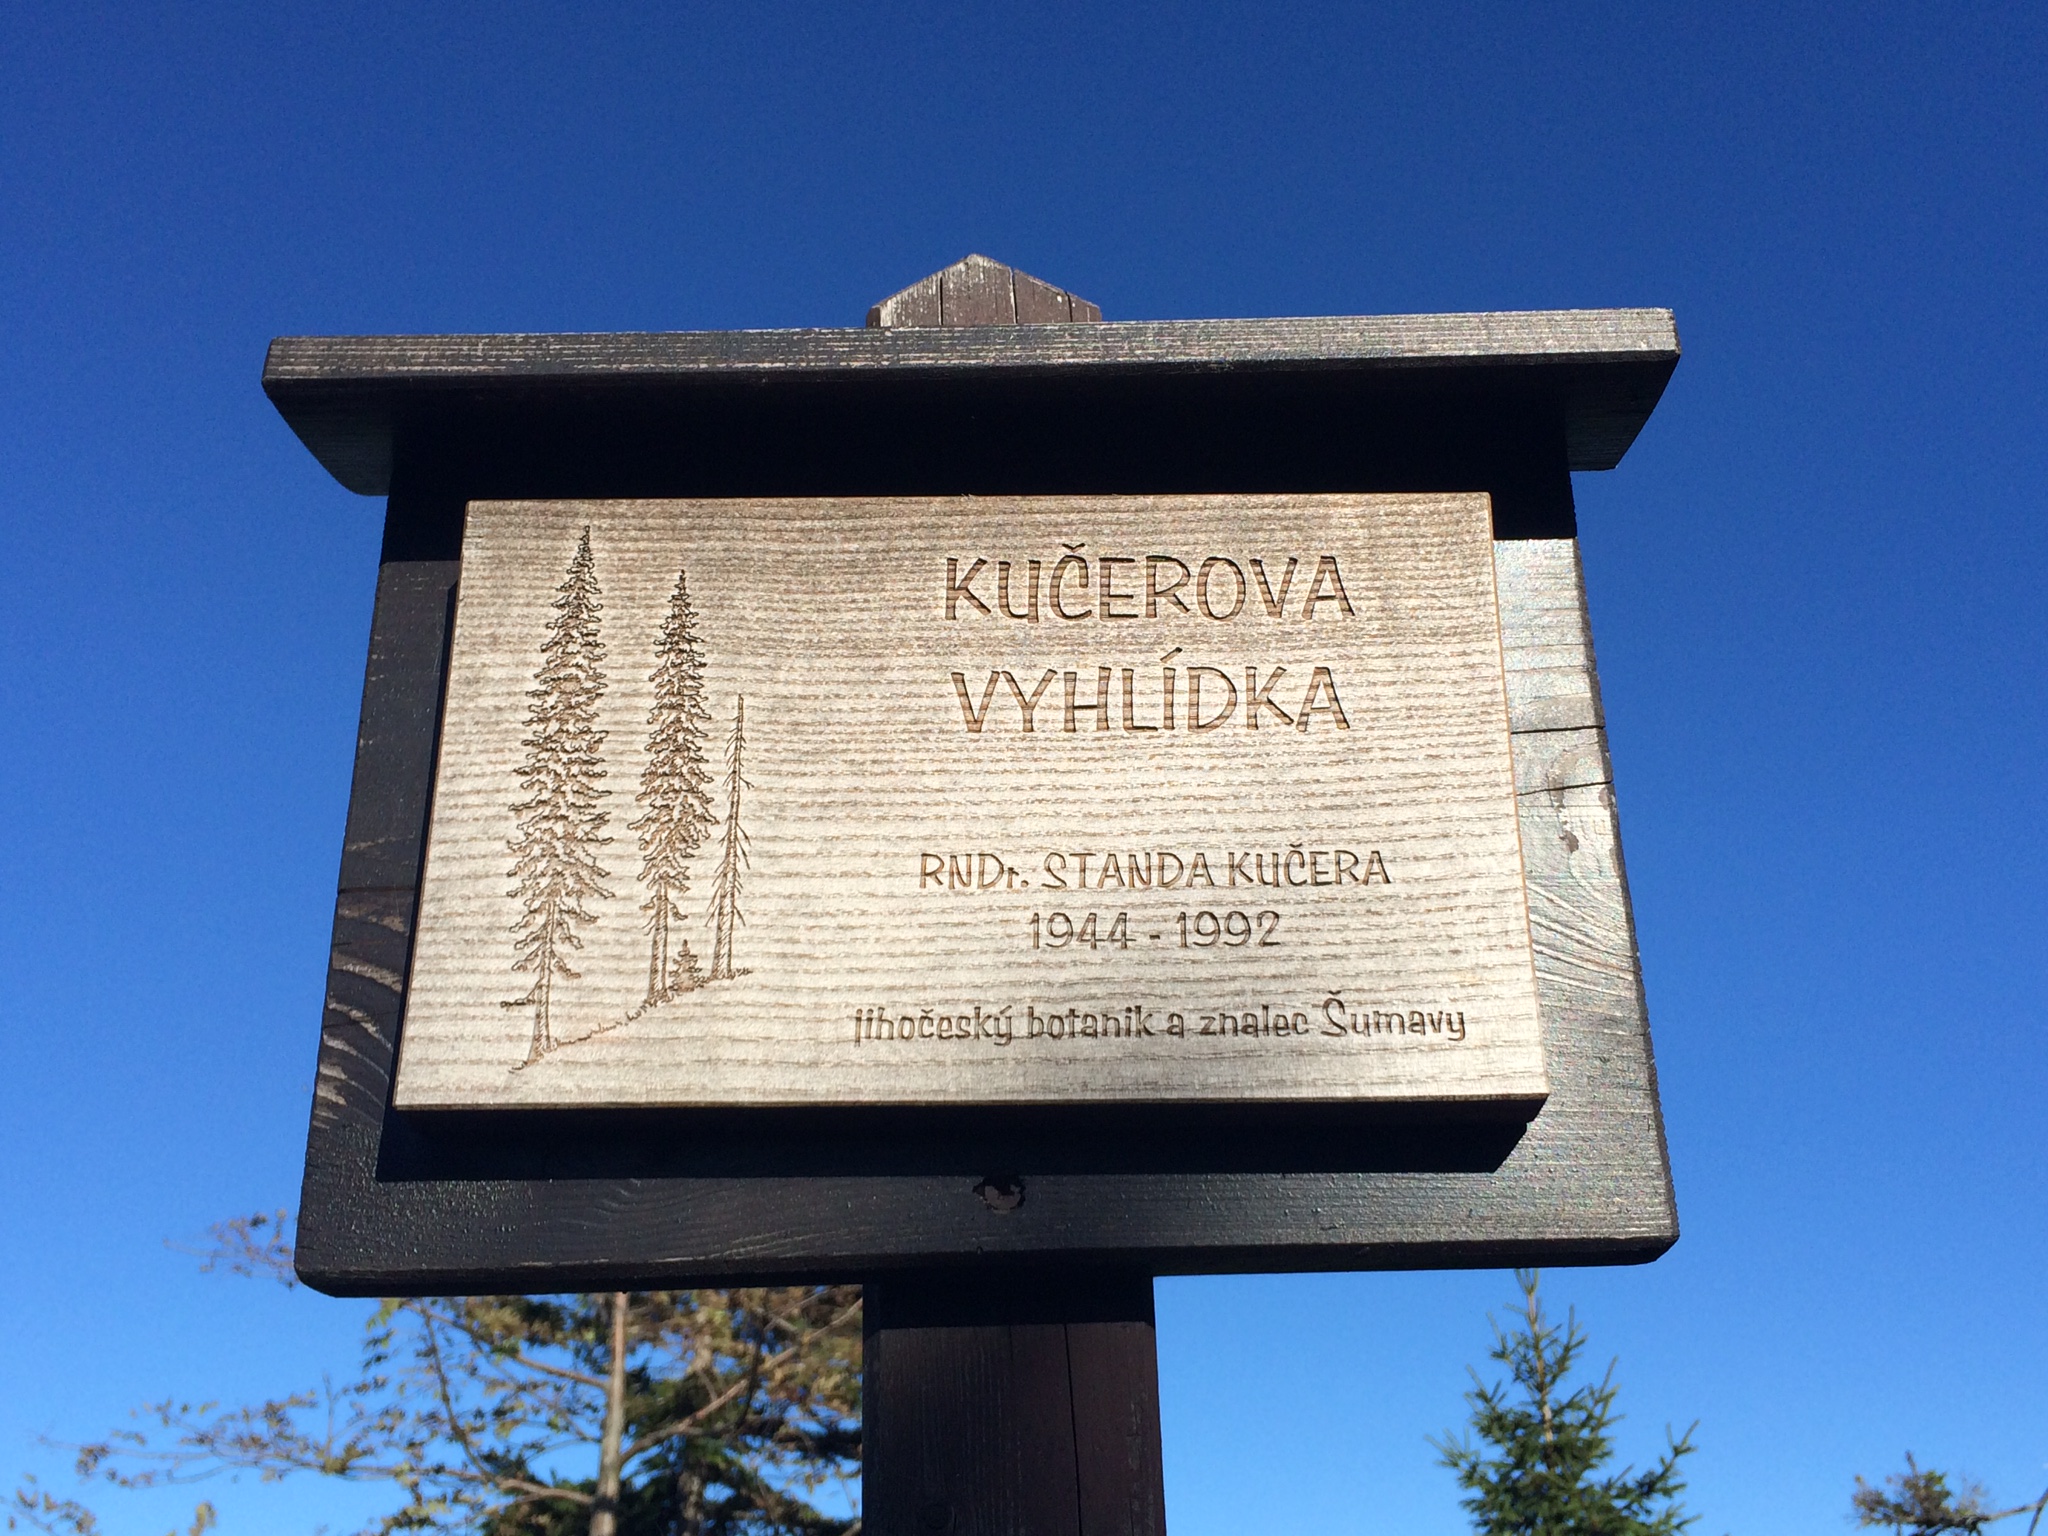 KUČEROVA
VYHLÍDKA
RNDr. STANDA KUČERA
1944 - 1992
jihočeský botanik a znalec Šumavy